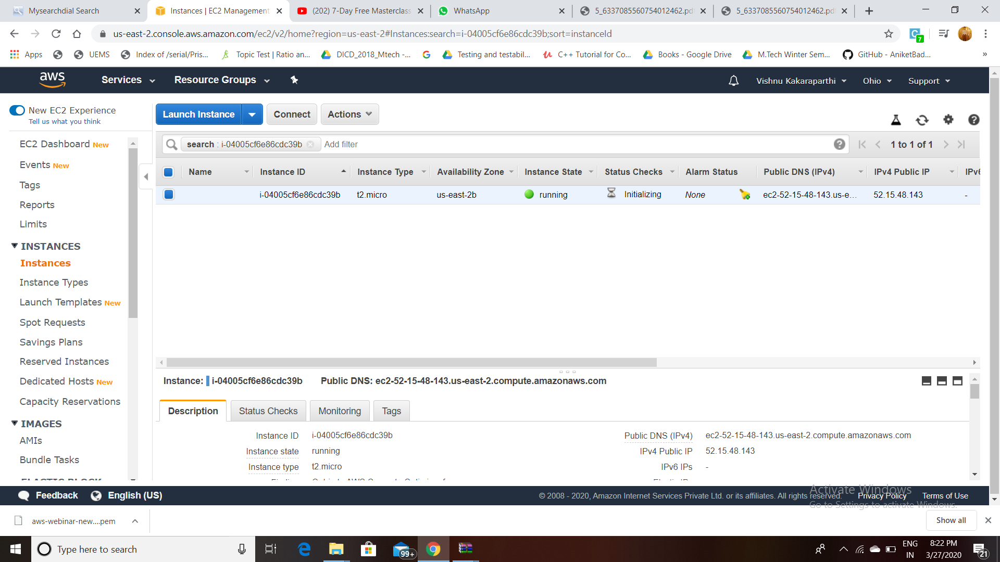 Mysearchdial Search
Instances | EC2 Management
(202) 7-Day Free Masterclass
WhatsApp
5_6337085560754012462.pd
5_6337085560754012462.pd
us-east-2.console.aws.amazon.com/ec2/v2/home?region=us-east-2#Instances:search=i-04005cf6e86cdc39b;sort=instanceId
7
Apps
UEMS
Index of /serial/Pris...
Topic Test | Ratio an...
DICD_2018_Mtech -...
Testing and testabil...
C++ Tutorial for Co...
Books - Google Drive
M.Tech Winter Sem...
GitHub - AniketBad...
»
aws
Services
Resource Groups
Vishnu Kakaraparthi
Ohio
Support
New EC2 Experience
Tell us what you think
Launch Instance
Connect
Actions
EC2 Dashboard New
Events New
Tags
Reports
Limits
INSTANCES
Instances
Instance Types
Launch Templates New
Spot Requests
Savings Plans
Reserved Instances
Dedicated Hosts New
Capacity Reservations
IMAGES
AMIs
Bundle Tasks
search : i-04005cf6e86cdc39b
Add filter
1 to 1 of 1
Name
Instance ID
Instance Type
Availability Zone
Instance State
Status Checks
Alarm Status
Public DNS (IPv4)
IPv4 Public IP
IPv6
i-04005cf6e86cdc39b
t2.micro
us-east-2b
running
Initializing
None
ec2-52-15-48-143.us-e...
52.15.48.143
-
Instance: i-04005cf6e86cdc39b
Public DNS: ec2-52-15-48-143.us-east-2.compute.amazonaws.com
Description
Status Checks
Monitoring
Tags
Instance ID i-04005cf6e86cdc39b
Instance state running
Instance type t2.micro
Public DNS (IPv4) ec2-52-15-48-143.us-east-2.compute.amazonaws.com
IPv4 Public IP 52.15.48.143
IPv6 IPs -
Feedback
English (US)
© 2008 - 2020, Amazon Internet Services Private Ltd. or its affiliates. All rights reserved.
Privacy Policy
Terms of Use
Activate Windows
Go to Settings to activate Windows.
aws-webinar-new....pem
Show all
Type here to search
99+
ENG
IN
8:22 PM
3/27/2020
21